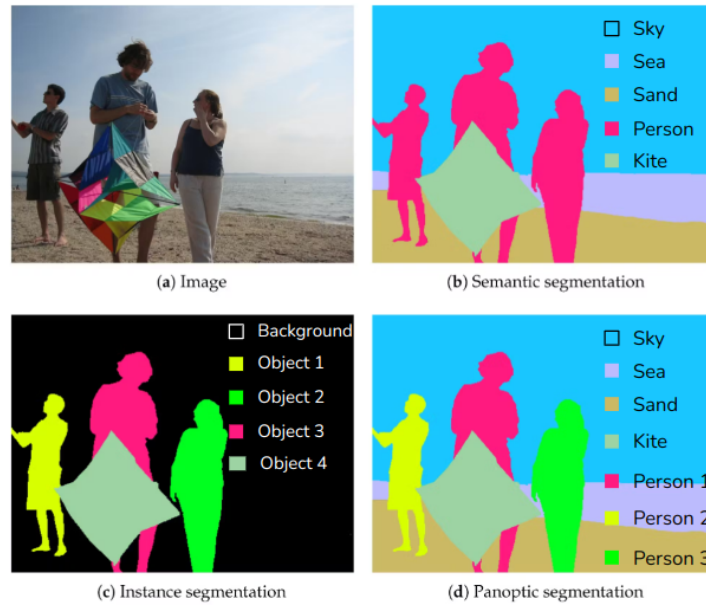 Sky
Sea
Sand
Person
Kite
(a) Image
(b) Semantic segmentation
Background
Object 1
Object 2
Object 3
Object 4
Sky
Sea
Sand
Kite
Person 1
Person 2
Person 3
(c) Instance segmentation
(d) Panoptic segmentation